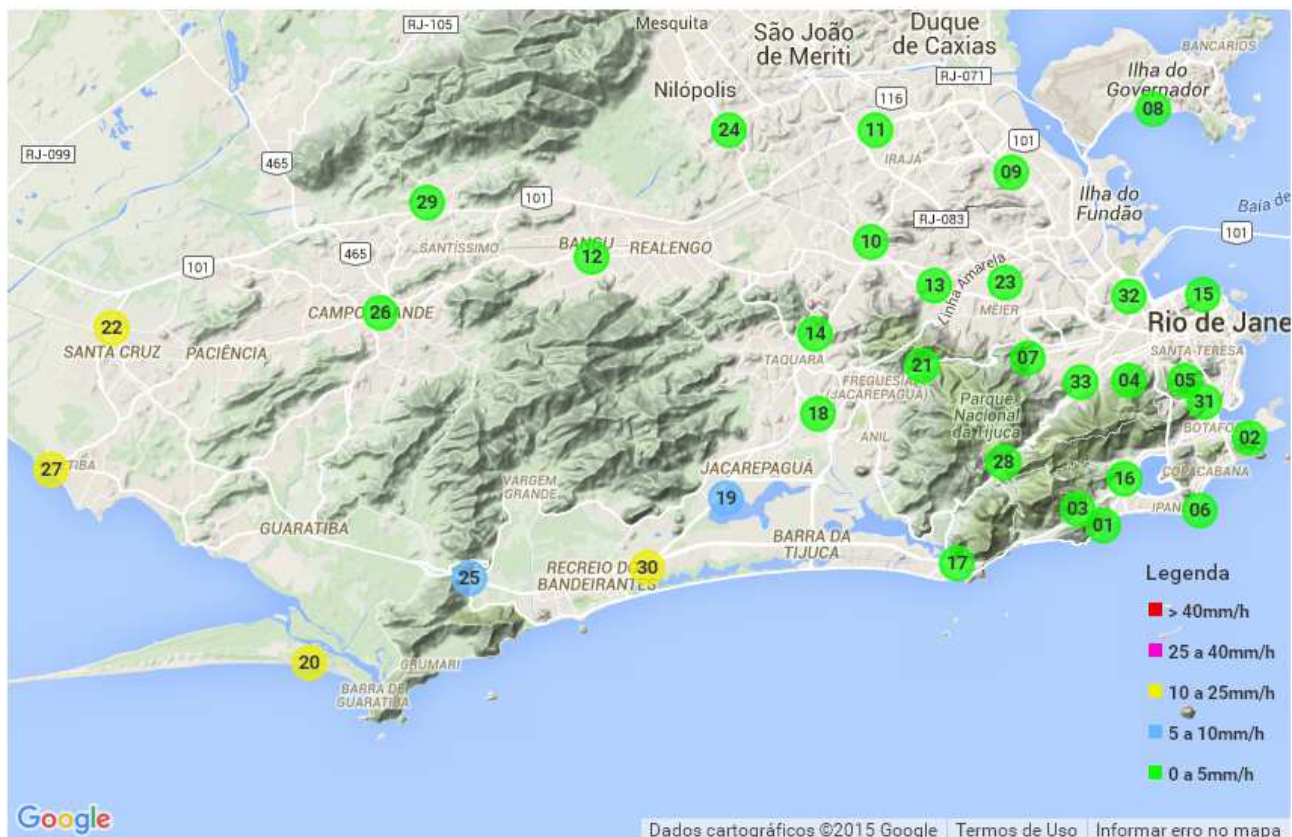 RJ-105
Mesquita
São João
de Meriti
Duque
de Caxias
BANCÁRIOS
RJ-071
Ilha do
Governador
Nilópolis
116
08
24
11
101
RJ-099
465
IRAJÁ
09
29
101
Ilha do
Fundão
RJ-083
Baía de
SANTÍSSIMO
BANGU
REALENGO
10
101
465
12
101
Linha Amarela
13
23
32
15
22
CAMPO GRANDE
26
MÉIER
Rio de Jane
SANTA CRUZ
PACIÊNCIA
14
TAQUARA
07
SANTA TERESA
21
FREGUESIA
(JACAREPAGUÁ)
33
04
05
31
18
Parque
Nacional
da Tijuca
BOTAFO
ANIL
02
27
TIBA
28
JACAREPAGUÁ
COPACABANA
VARGEM
GRANDE
19
16
03
IPAN
06
GUARATIBA
01
BARRA DA
TIJUCA
RECREIO DOS
BANDEIRANTES
30
17
25
20
GRUMARI
BARRA DE
GUARATIBA
Legenda
> 40mm/h
25 a 40mm/h
10 a 25mm/h
5 a 10mm/h
0 a 5mm/h
Google
Dados cartográficos ©2015 Google
Termos de Uso
Informar erro no mapa